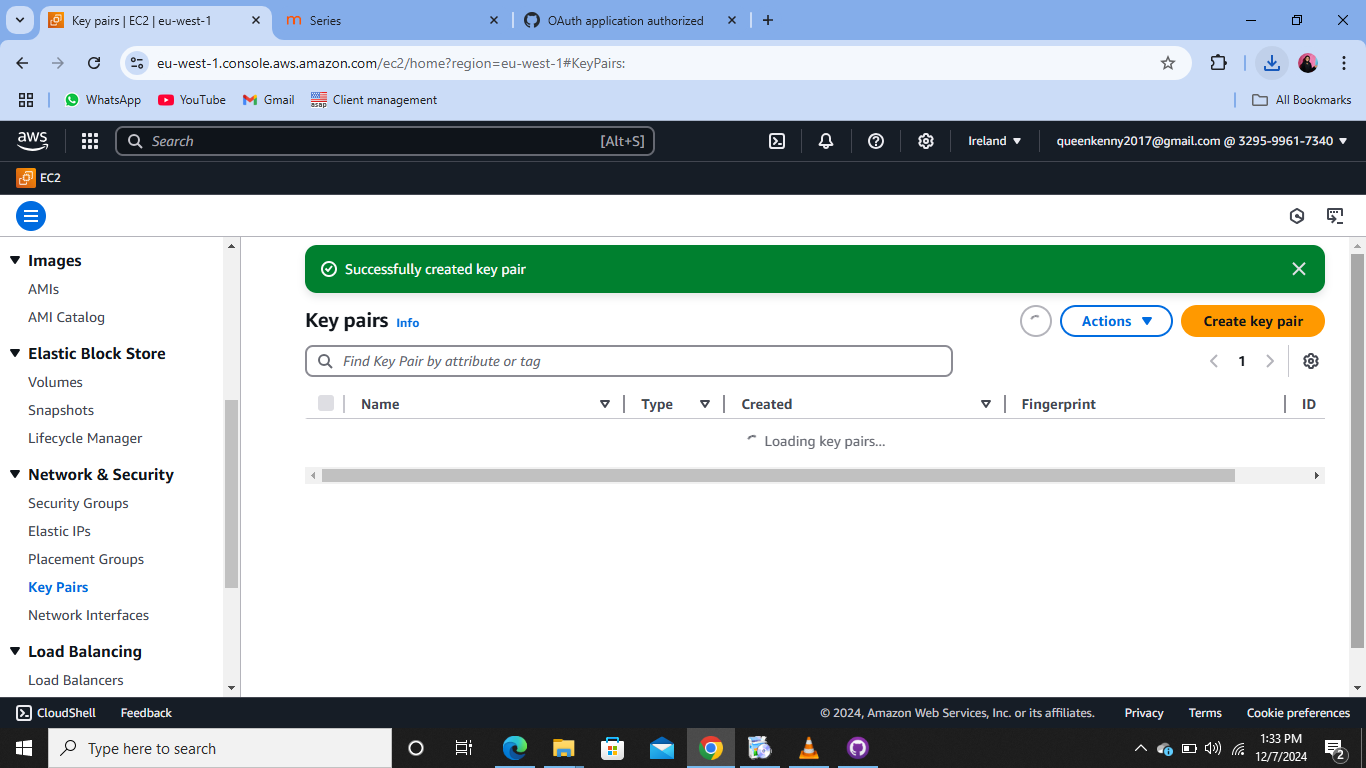 Key pairs | EC2 | eu-west-1
Series
OAuth application authorized
eu-west-1.console.aws.amazon.com/ec2/home?region=eu-west-1#KeyPairs:
WhatsApp
YouTube
Gmail
asap
Client management
All Bookmarks
aws
Search
[Alt+S]
Ireland
queenkenny2017@gmail.com @ 3295-9961-7340
EC2
Images
AMIs
AMI Catalog
Elastic Block Store
Volumes
Snapshots
Lifecycle Manager
Network & Security
Security Groups
Elastic IPs
Placement Groups
Key Pairs
Network Interfaces
Load Balancing
Load Balancers
Successfully created key pair
Key pairs Info
Actions
Create key pair
Find Key Pair by attribute or tag
1
Name
Type
Created
Fingerprint
ID
Loading key pairs...
CloudShell
Feedback
© 2024, Amazon Web Services, Inc. or its affiliates.
Privacy
Terms
Cookie preferences
Type here to search
1:33 PM
12/7/2024
2